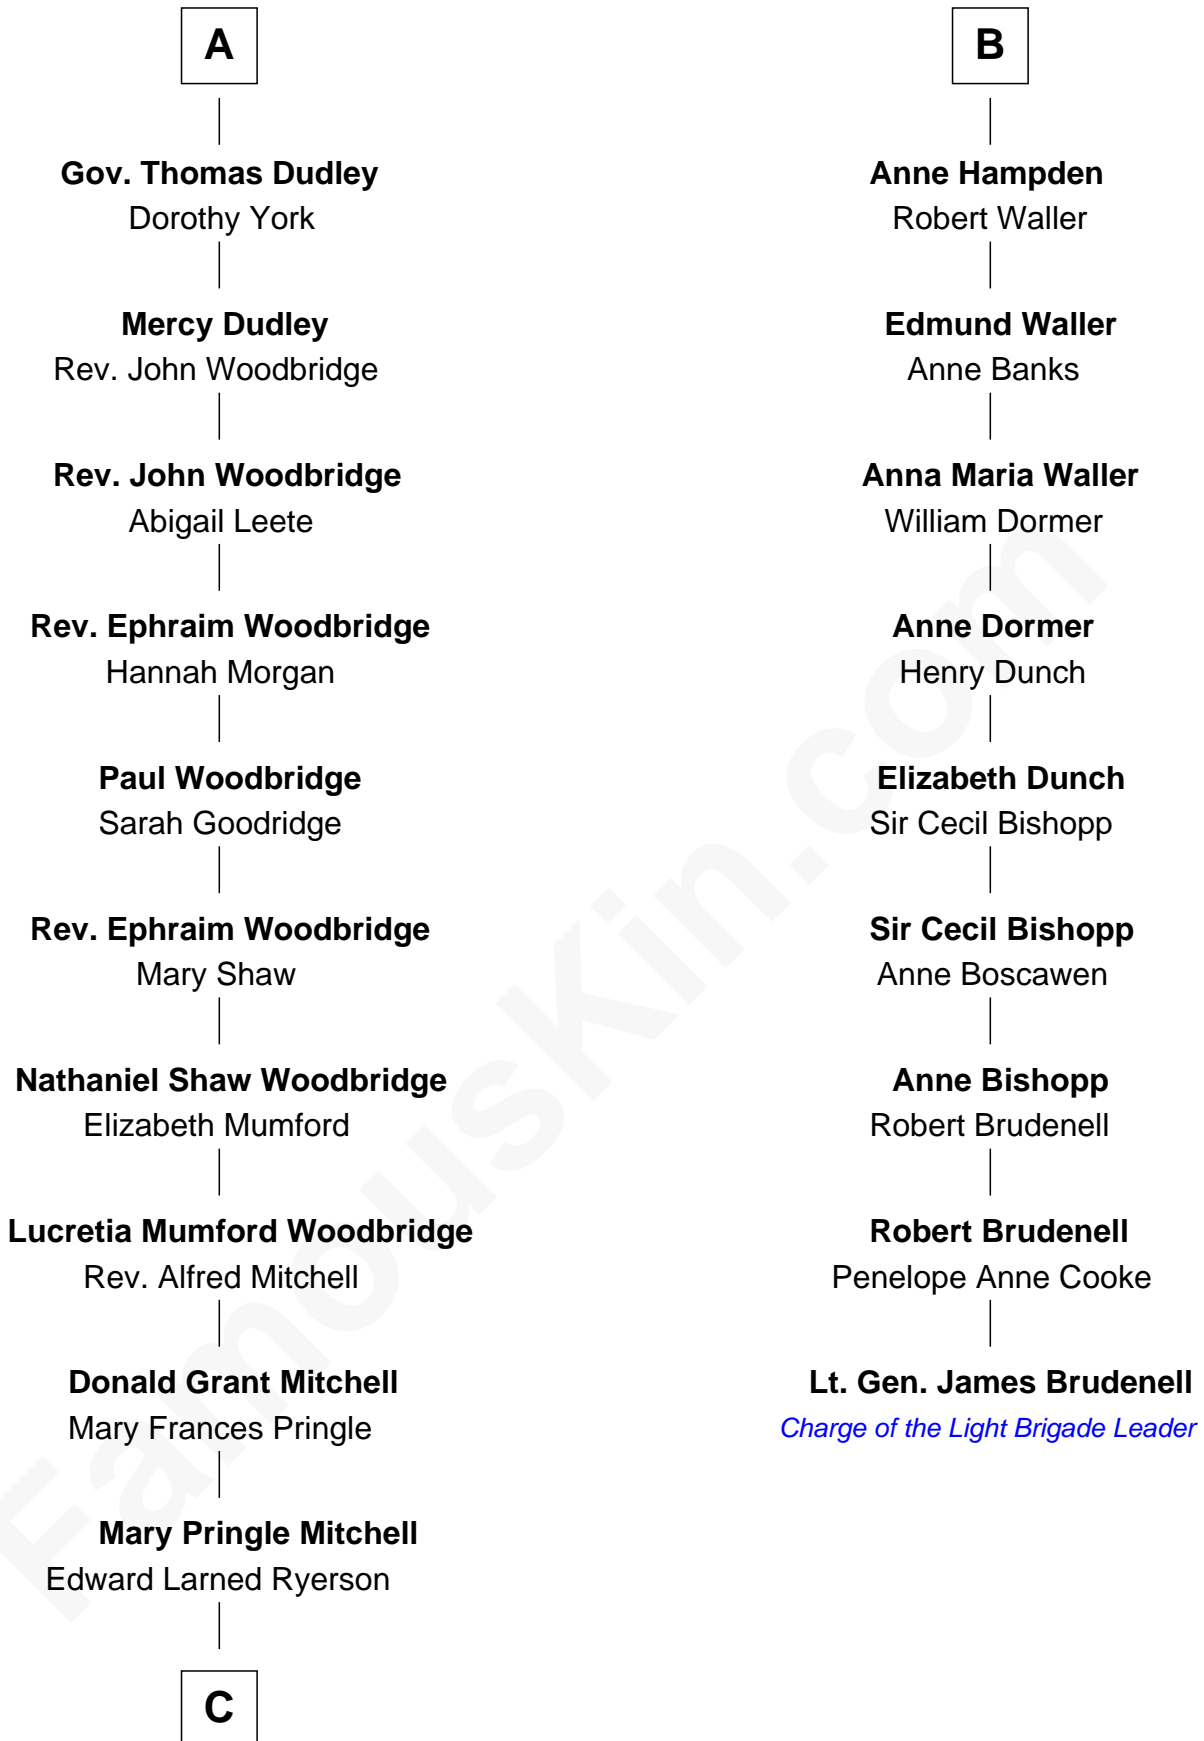 A
Gov. Thomas Dudley
Dorothy York
Mercy Dudley
Rev. John Woodbridge
Rev. John Woodbridge
Abigail Leete
Rev. Ephraim Woodbridge
Hannah Morgan
Paul Woodbridge
Sarah Goodridge
Rev. Ephraim Woodbridge
Mary Shaw
Nathaniel Shaw Woodbridge
Elizabeth Mumford
Lucretia Mumford Woodbridge
Rev. Alfred Mitchell
Donald Grant Mitchell
Mary Frances Pringle
Mary Pringle Mitchell
Edward Larned Ryerson
C
B
Anne Hampden
Robert Waller
Edmund Waller
Anne Banks
Anna Maria Waller
William Dormer
Anne Dormer
Henry Dunch
Elizabeth Dunch
Sir Cecil Bishopp
Sir Cecil Bishopp
Anne Boscawen
Anne Bishopp
Robert Brudenell
Robert Brudenell
Penelope Anne Cooke
Lt. Gen. James Brudenell
Charge of the Light Brigade Leader
FamousKin.com